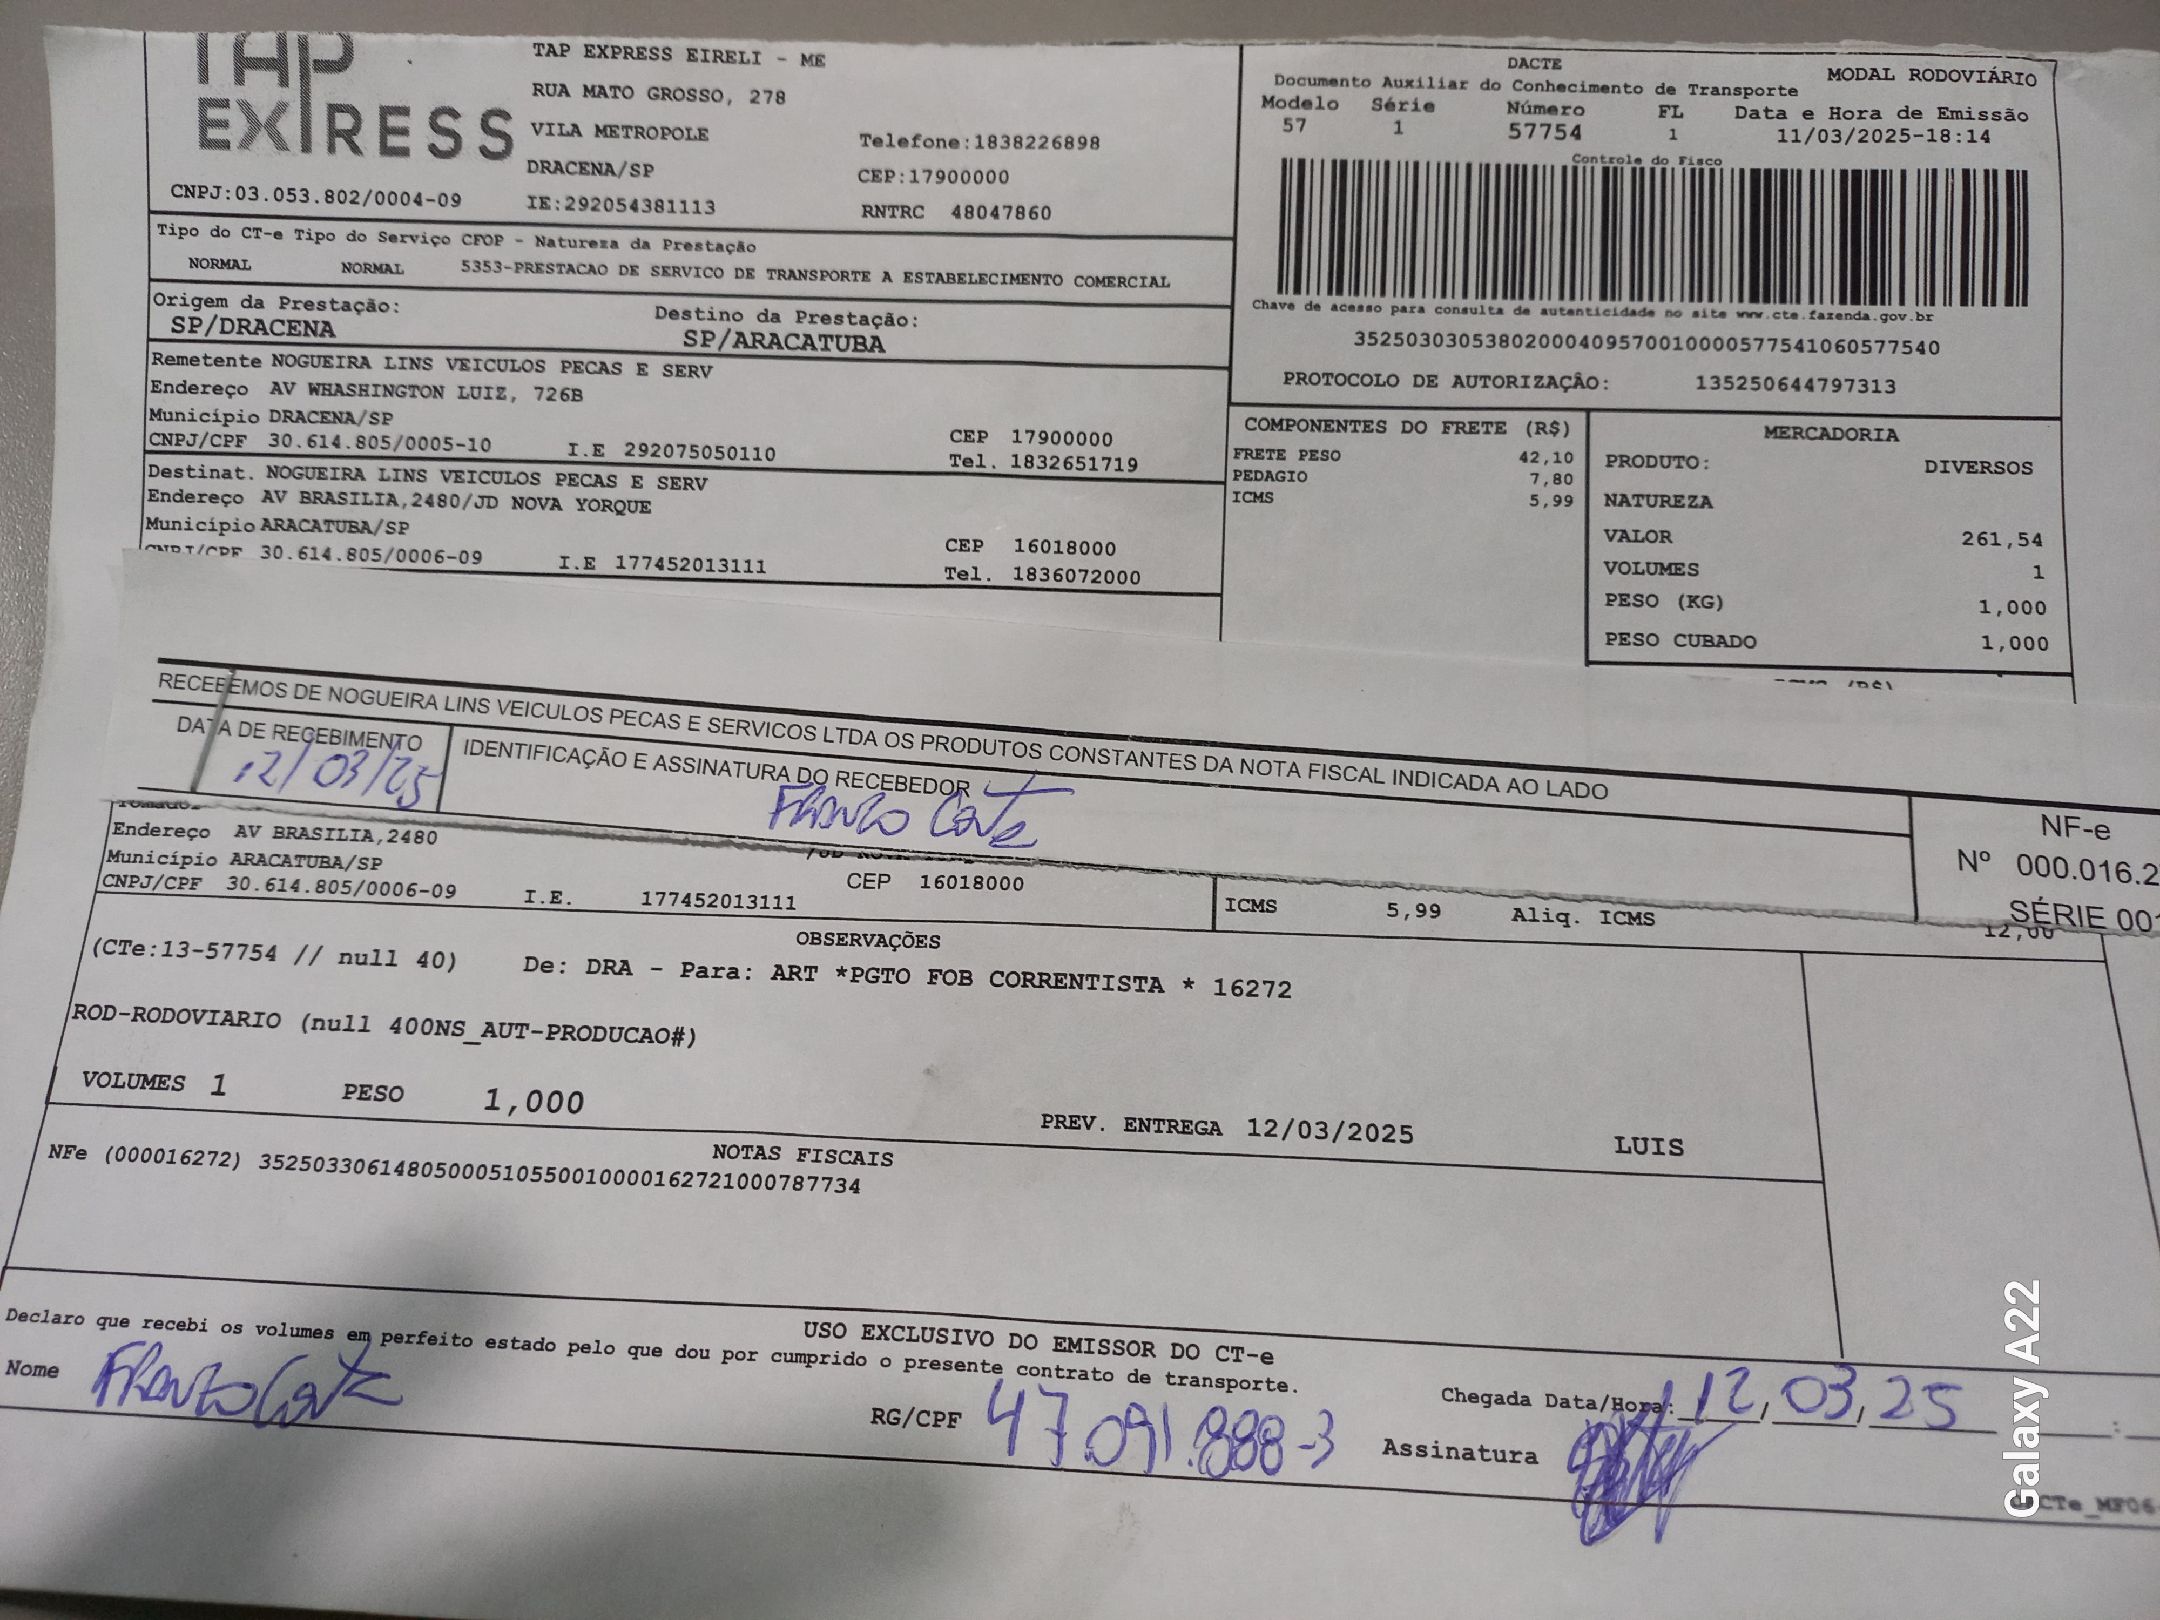 TAP
EXPRESS
TAP EXPRESS EIRELI - ME
RUA MATO GROSSO, 278
VILA METROPOLE
Telefone:1838226898
DRACENA/SP
CEP:17900000
CNPJ:03.053.802/0004-09
IE:292054381113
RNTRC 48047860
DACTE
MODAL RODOVIÁRIO
Documento Auxiliar do Conhecimento de Transporte
Modelo Série Número FL Data e Hora de Emissão
57 1 57754 1 11/03/2025-18:14
Controle do Fisco
Chave de acesso para consulta de autenticidade no site www.cte.fazenda.gov.br
35250303053802000409570010000577541060577540
PROTOCOLO DE AUTORIZAÇÃO: 135250644797313
Tipo do CT-e Tipo do Serviço CFOP - Natureza da Prestação
NORMAL NORMAL 5353-PRESTACAO DE SERVICO DE TRANSPORTE A ESTABELECIMENTO COMERCIAL
Origem da Prestação: Destino da Prestação:
SP/DRACENA SP/ARACATUBA
Remetente NOGUEIRA LINS VEICULOS PECAS E SERV
Endereço AV WHASHINGTON LUIZ, 726B
Município DRACENA/SP
CEP 17900000
CNPJ/CPF 30.614.805/0005-10 I.E 292075050110 Tel. 1832651719
Destinat. NOGUEIRA LINS VEICULOS PECAS E SERV
Endereço AV BRASILIA,2480/JD NOVA YORQUE
Município ARACATUBA/SP
CEP 16018000
CNPJ/CPF 30.614.805/0006-09 I.E 177452013111 Tel. 1836072000
COMPONENTES DO FRETE (R$)
FRETE PESO 42,10
PEDAGIO 7,80
ICMS 5,99
MERCADORIA
PRODUTO: DIVERSOS
NATUREZA
VALOR 261,54
VOLUMES 1
PESO (KG) 1,000
PESO CUBADO 1,000
RECEBEMOS DE NOGUEIRA LINS VEICULOS PECAS E SERVICOS LTDA OS PRODUTOS CONSTANTES DA NOTA FISCAL INDICADA AO LADO
DATA DE RECEBIMENTO
12/03/25
IDENTIFICAÇÃO E ASSINATURA DO RECEBEDOR
NF-e
Nº 000.016.2
SÉRIE 00
Endereço AV BRASILIA,2480
Município ARACATUBA/SP
CEP 16018000
CNPJ/CPF 30.614.805/0006-09 I.E. 177452013111
ICMS 5,99 Aliq. ICMS 12,00
OBSERVAÇÕES
(CTe:13-57754 // null 40) De: DRA - Para: ART *PGTO FOB CORRENTISTA * 16272
ROD-RODOVIARIO (null 400NS_AUT-PRODUCAO#)
VOLUMES 1 PESO 1,000
PREV. ENTREGA 12/03/2025 LUIS
NOTAS FISCAIS
NFe (000016272) 35250330614805000510550010000162721000787734
USO EXCLUSIVO DO EMISSOR DO CT-e
Declaro que recebi os volumes em perfeito estado pelo que dou por cumprido o presente contrato de transporte.
Nome
RG/CPF 47.091.888-3
Chegada Data/Hora: 12,03,25
Assinatura
Galaxy A22